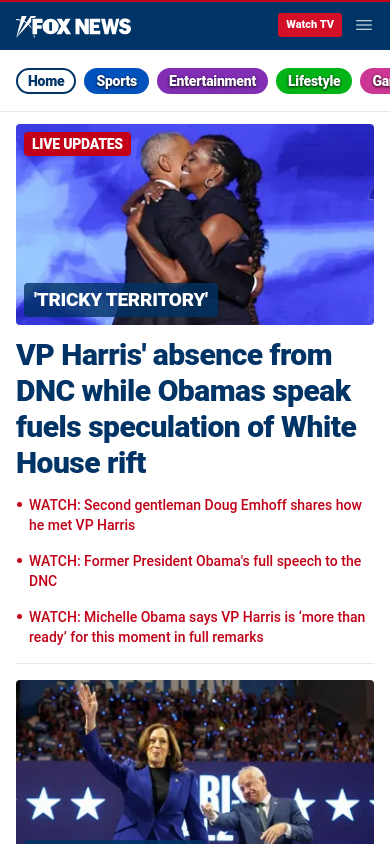 FOX NEWS
Watch TV
Home
Sports
Entertainment
Lifestyle
LIVE UPDATES
'TRICKY TERRITORY'
VP Harris' absence from
DNC while Obamas speak
fuels speculation of White
House rift
• WATCH: Second gentleman Doug Emhoff shares how
he met VP Harris
• WATCH: Former President Obama's full speech to the
DNC
• WATCH: Michelle Obama says VP Harris is ‘more than
ready’ for this moment in full remarks